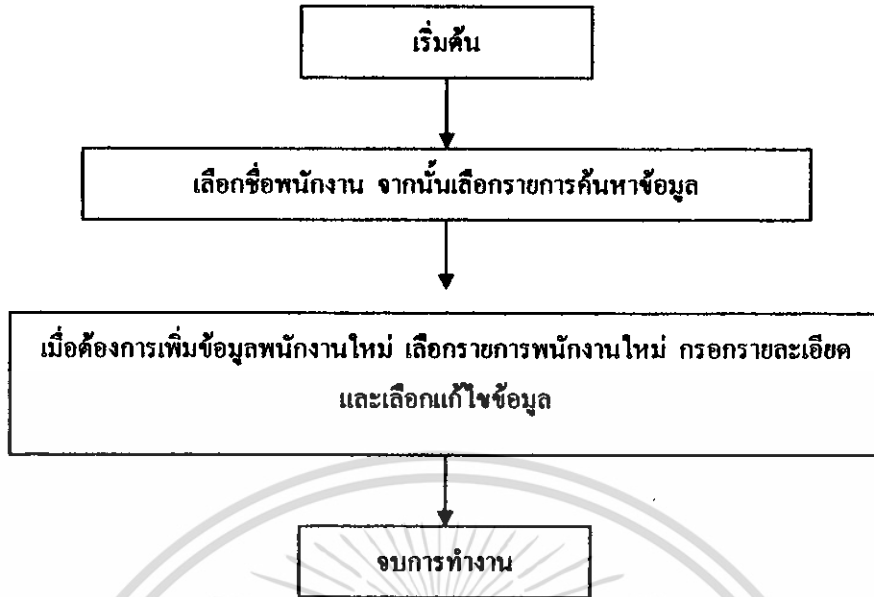 เริ่มต้น
เลือกชื่อพนักงาน จากนั้นเลือกรายการค้นหาข้อมูล
เมื่อต้องการเพิ่มข้อมูลพนักงานใหม่ เลือกรายการพนักงานใหม่ กรอกรายละเอียด
และเลือกแก้ไขข้อมูล
จบการทำงาน